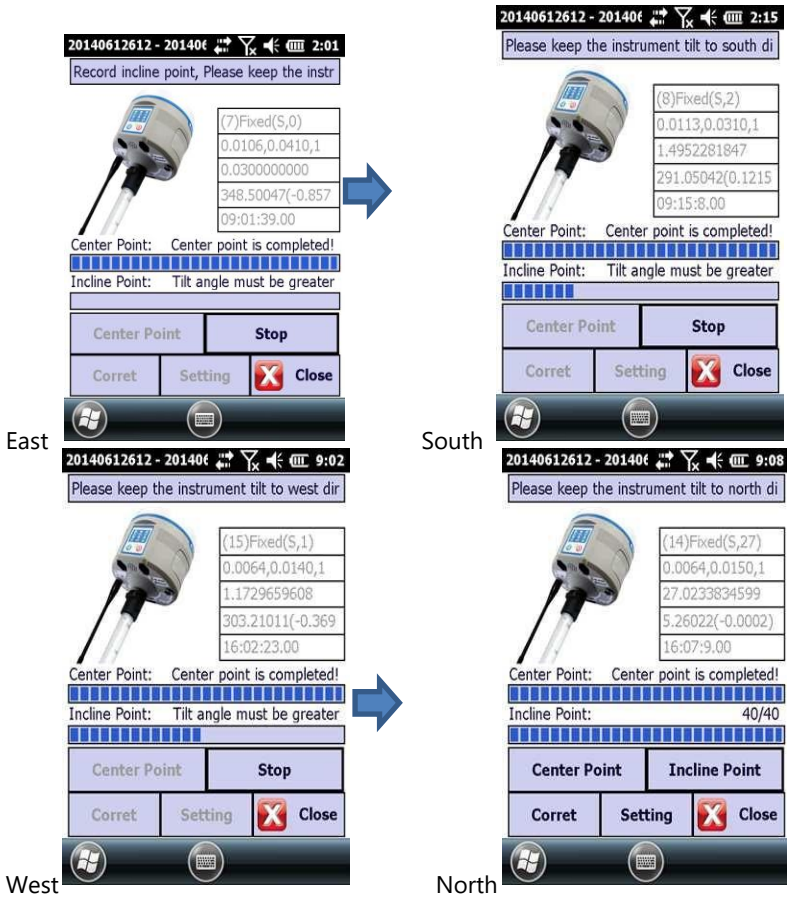 20140612612 - 201406 2:01
Record incline point, Please keep the instr
(7)Fixed(S,0)
0.0106,0.0410,1
0.0300000000
348.50047(-0.857
09:01:39.00
Center Point: Center point is completed!
Incline Point: Tilt angle must be greater
Center Point Stop
Corret Setting Close
East
20140612612 - 201406 2:15
Please keep the instrument tilt to south di
(8)Fixed(S,2)
0.0113,0.0310,1
1.4952281847
291.05042(0.1215
09:15:8.00
Center Point: Center point is completed!
Incline Point: Tilt angle must be greater
Center Point Stop
Corret Setting Close
South
20140612612 - 201406 9:02
Please keep the instrument tilt to west dir
(15)Fixed(S,1)
0.0064,0.0140,1
1.1729659608
303.21011(-0.369
16:02:23.00
Center Point: Center point is completed!
Incline Point: Tilt angle must be greater
Center Point Stop
Corret Setting Close
West
20140612612 - 201406 9:08
Please keep the instrument tilt to north di
(14)Fixed(S,27)
0.0064,0.0150,1
27.0233834599
5.26022(-0.0002)
16:07:9.00
Center Point: Center point is completed!
Incline Point: 40/40
Center Point Incline Point
Corret Setting Close
North